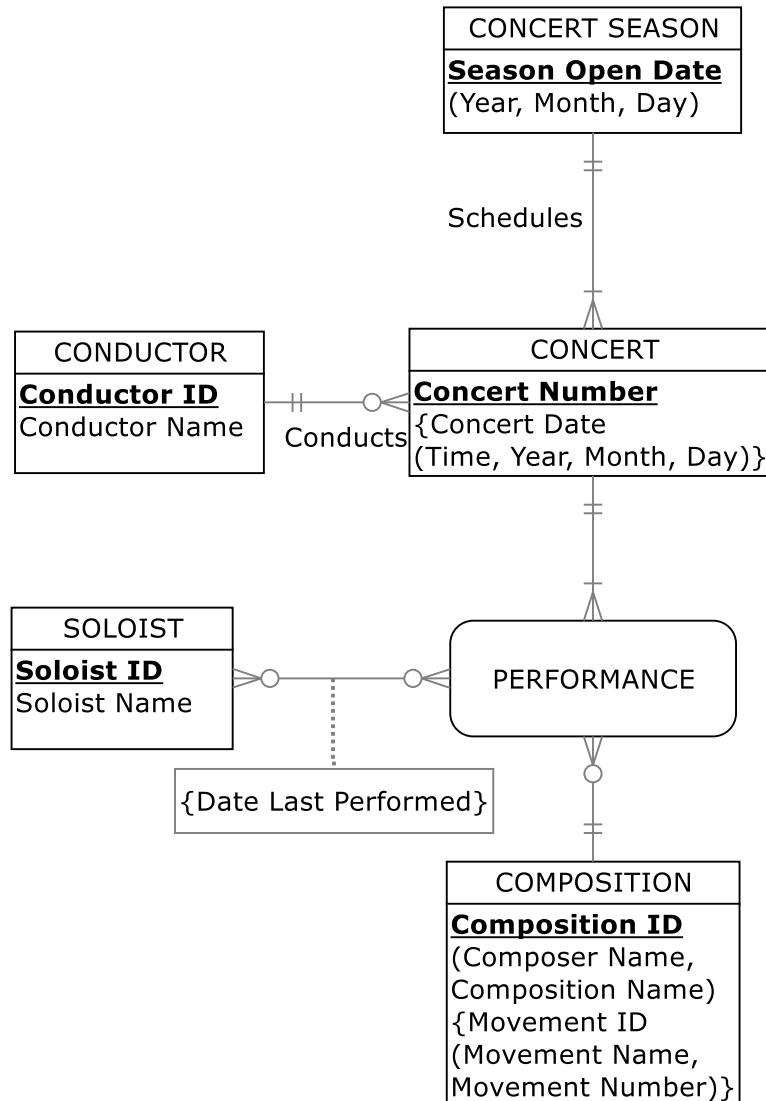 CONCERT SEASON
Season Open Date
(Year, Month, Day)
Schedules
CONDUCTOR
Conductor ID
Conductor Name
Conducts
CONCERT
Concert Number
{Concert Date
(Time, Year, Month, Day)}
SOLOIST
Soloist ID
Soloist Name
PERFORMANCE
{Date Last Performed}
COMPOSITION
Composition ID
(Composer Name,
Composition Name)
{Movement ID
(Movement Name,
Movement Number)}